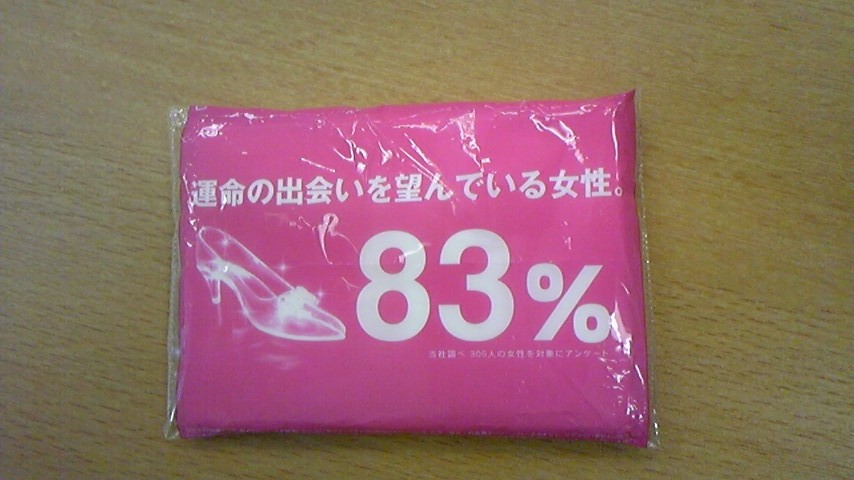 運命の出会いを望んでいる女性。
83%
当社調べ 300人の女性を対象にアンケート